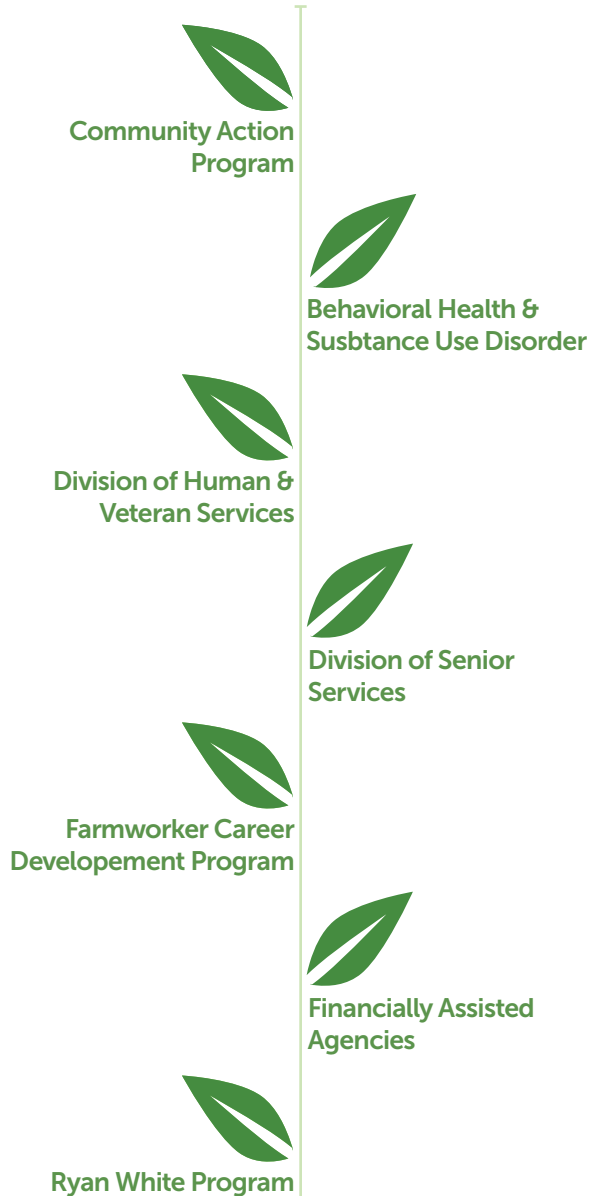 Community Action
Program
Behavioral Health &
Susbtance Use Disorder
Division of Human &
Veteran Services
Division of Senior
Services
Farmworker Career
Developement Program
Financially Assisted
Agencies
Ryan White Program